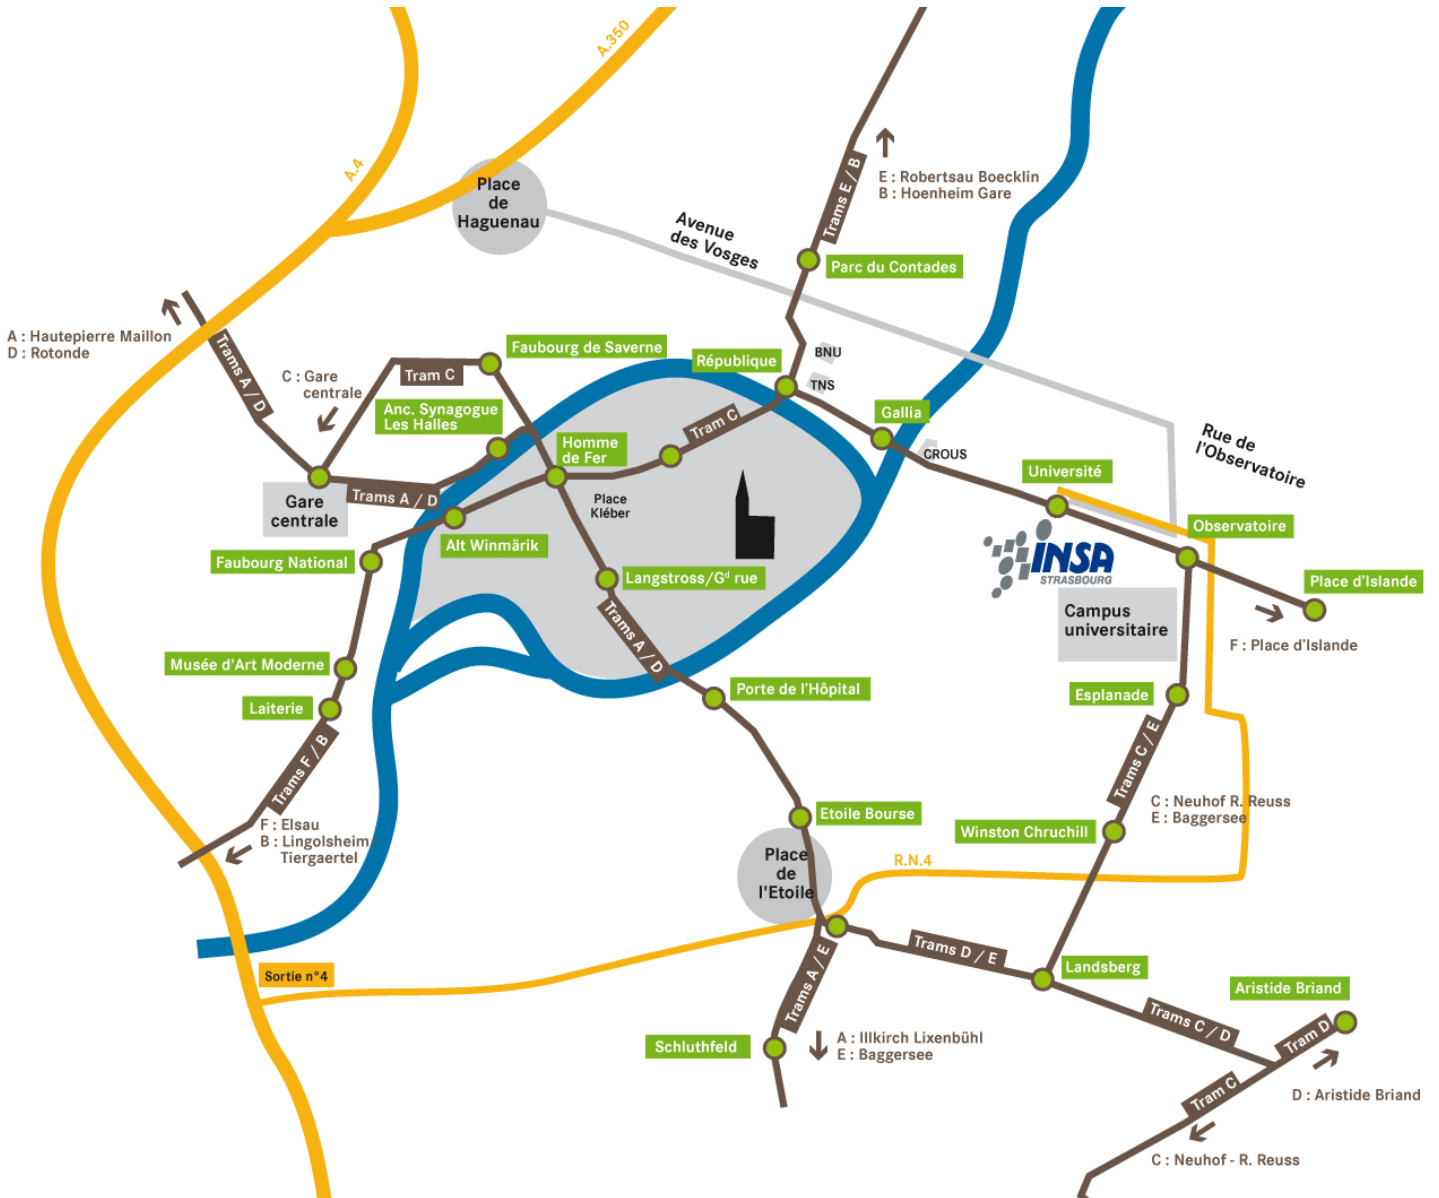 A.350
A.4
Place
de
Haguenau
Avenue
des Vosges
Trams E / B
E : Robertsau Boecklin
B : Hoenheim Gare
Parc du Contades
A : Hautepierre Maillon
D : Rotonde
Trams A / D
C : Gare
centrale
Tram C
Faubourg de Saverne
République
BNU
TNS
Anc. Synagogue
Les Halles
Homme
de Fer
Tram C
Gallia
CROUS
Rue de
l'Observatoire
Université
Gare
centrale
Trams A / D
Place
Kléber
Observatoire
Alt Winmärik
Faubourg National
Langstross/Gd rue
INSA
STRASBOURG
Place d'Islande
Campus
universitaire
F : Place d'Islande
Trams A / D
Musée d'Art Moderne
Laiterie
Porte de l'Hôpital
Esplanade
Trams F / B
Trams C / E
C : Neuhof R. Reuss
E : Baggersee
Etoile Bourse
F : Elsau
B : Lingolsheim
Tiergaertel
Winston Chruchill
Place
de
l'Etoile
R.N.4
Trams D / E
Sortie n°4
Trams A / E
Landsberg
Aristide Briand
Trams C / D
Tram D
Schluthfeld
A : Illkirch Lixenbühl
E : Baggersee
Tram C
D : Aristide Briand
C : Neuhof - R. Reuss